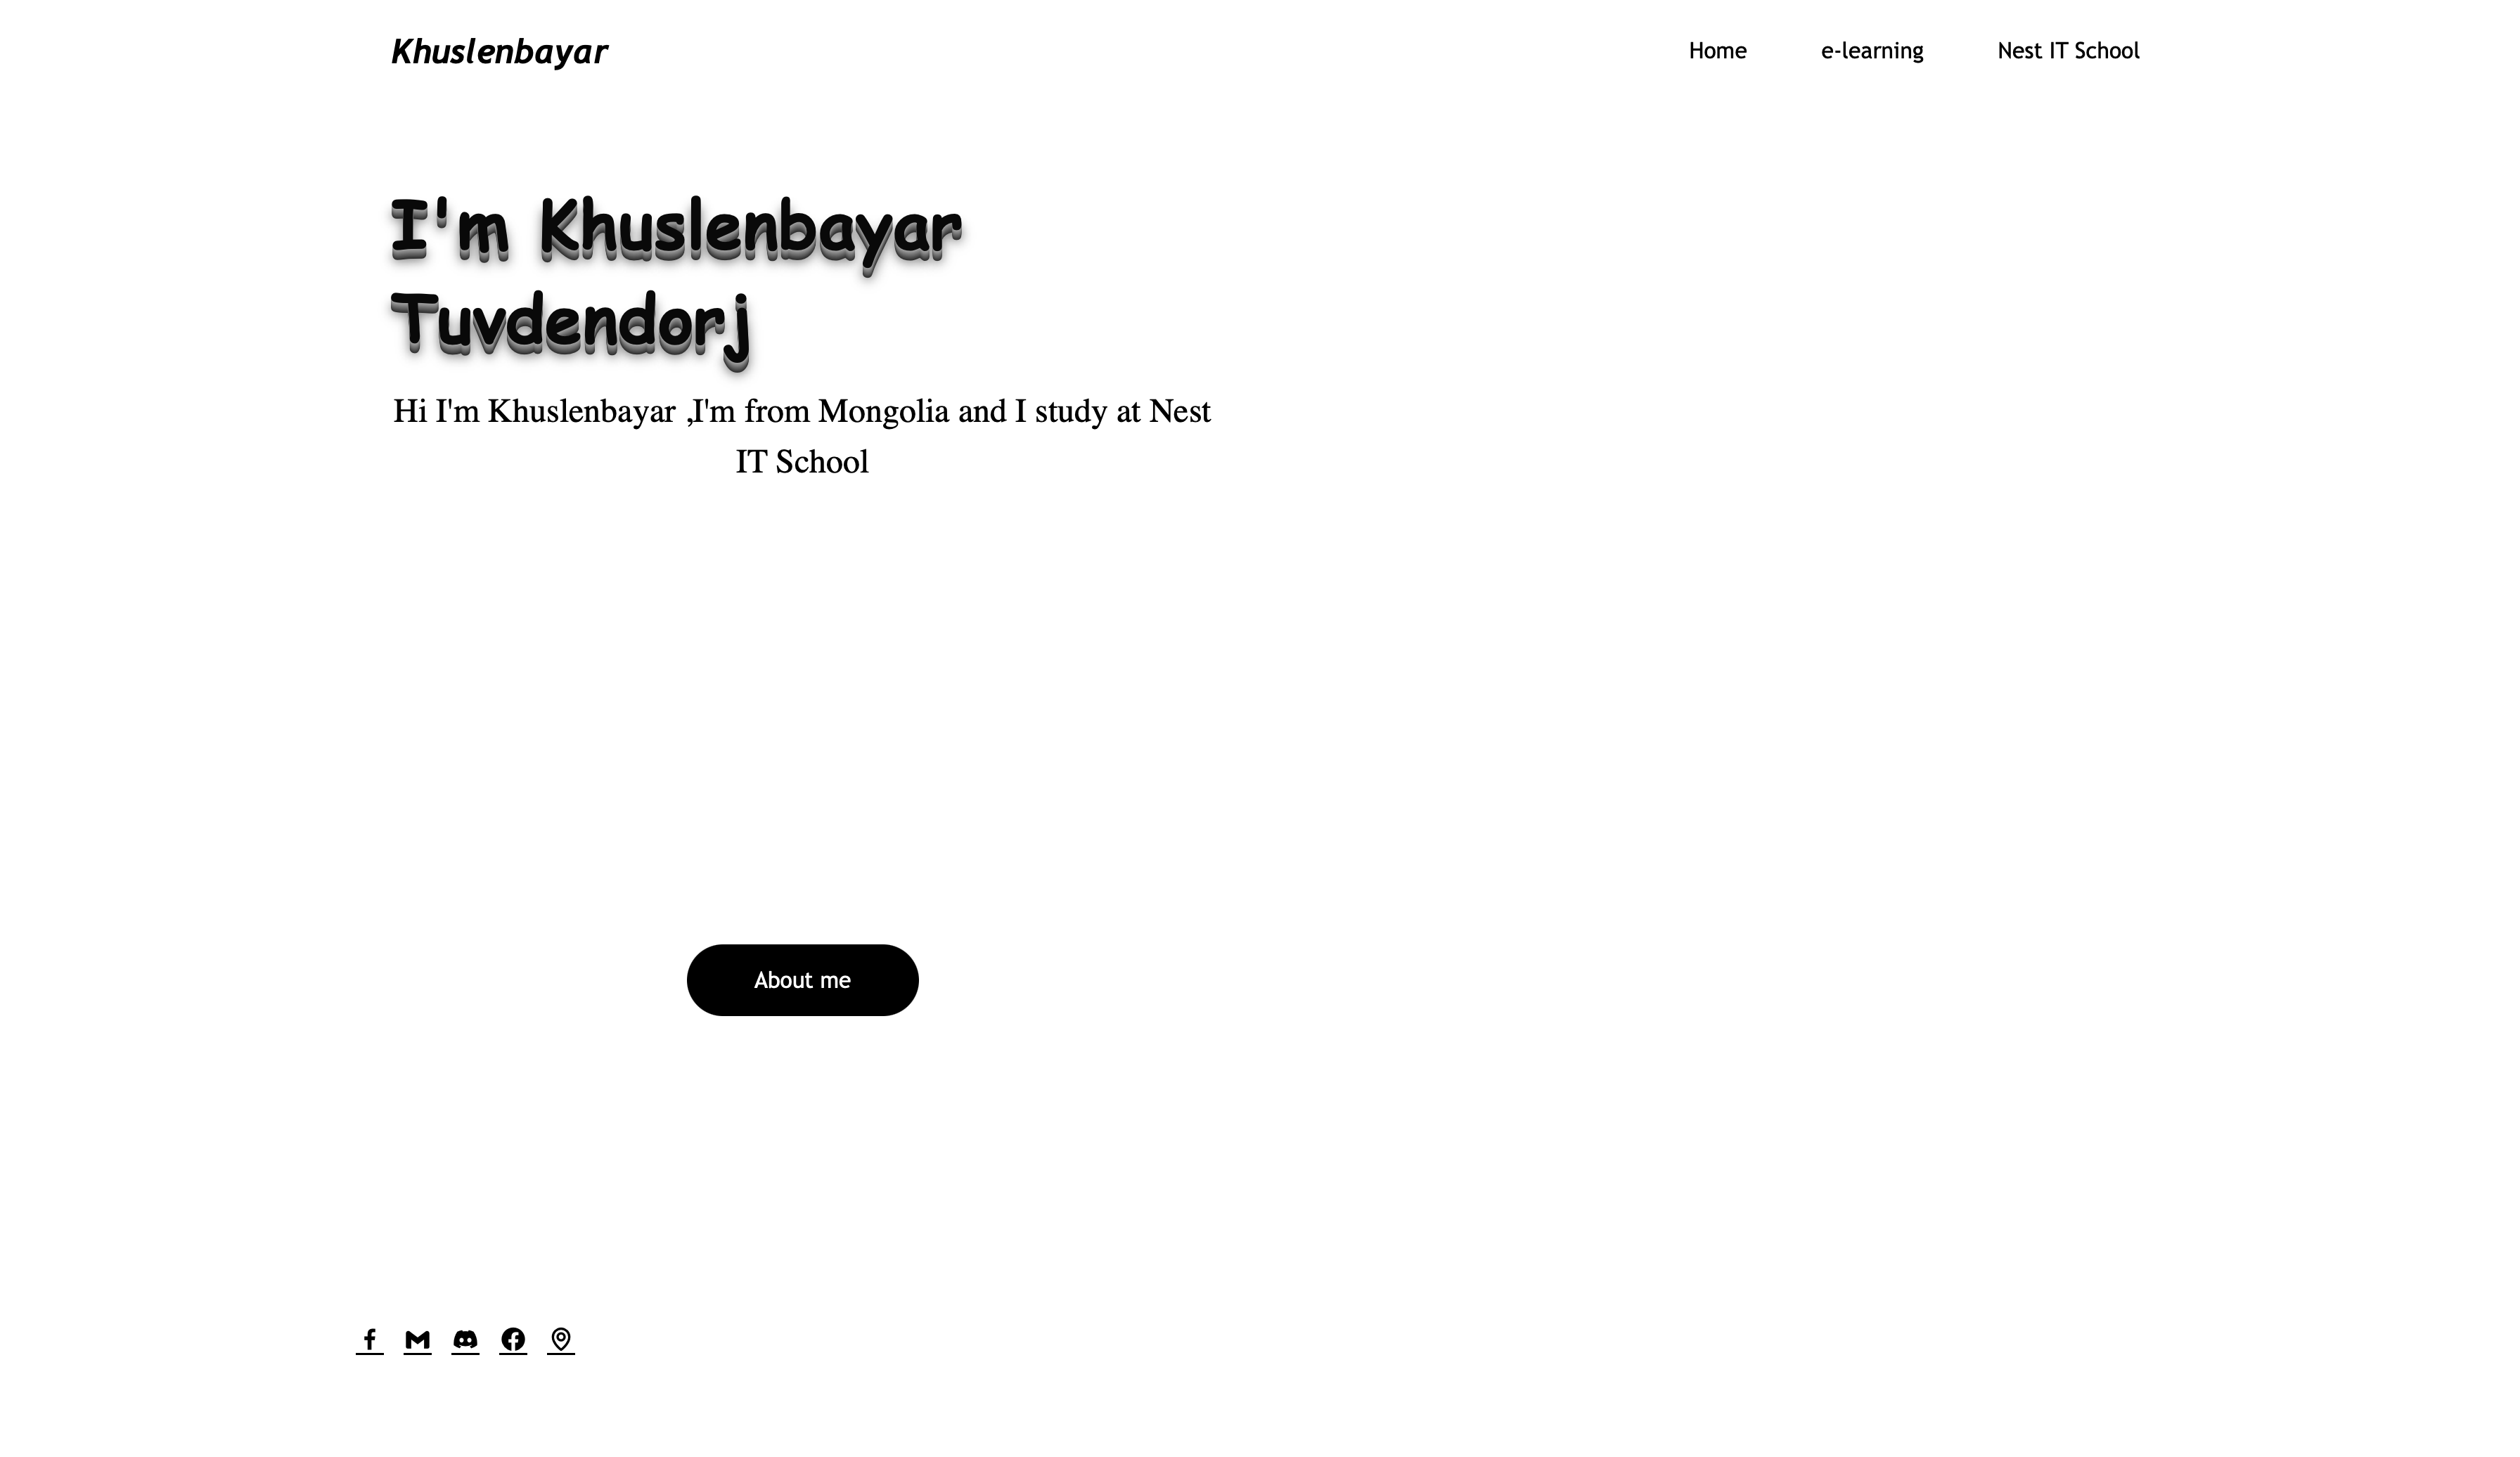 Khuslenbayar
Home
e-learning
Nest IT School
I'm Khuslenbayar
Tuvdendorj
Hi I'm Khuslenbayar ,I'm from Mongolia and I study at Nest
IT School
About me